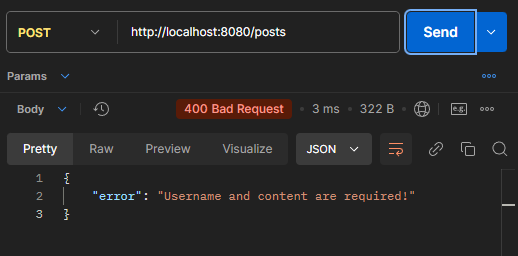 POST http://localhost:8080/posts Send
Params
Body 400 Bad Request • 3 ms • 322 B e.g.
Pretty Raw Preview Visualize JSON
1 {
2 "error": "Username and content are required!"
3 }